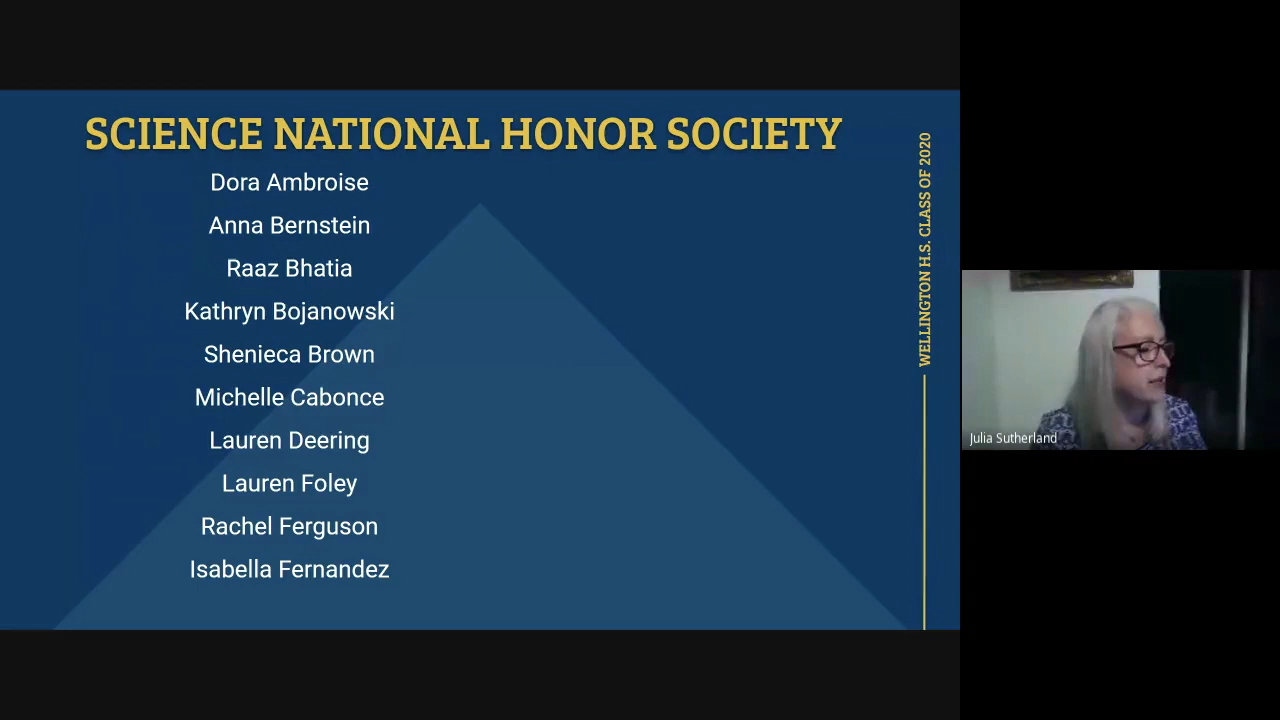 SCIENCE NATIONAL HONOR SOCIETY
Dora Ambroise
Anna Bernstein
Raaz Bhatia
Kathryn Bojanowski
Shenieca Brown
Michelle Cabonce
Lauren Deering
Lauren Foley
Rachel Ferguson
Isabella Fernandez
WELLINGTON H.S. CLASS OF 2020
Julia Sutherland